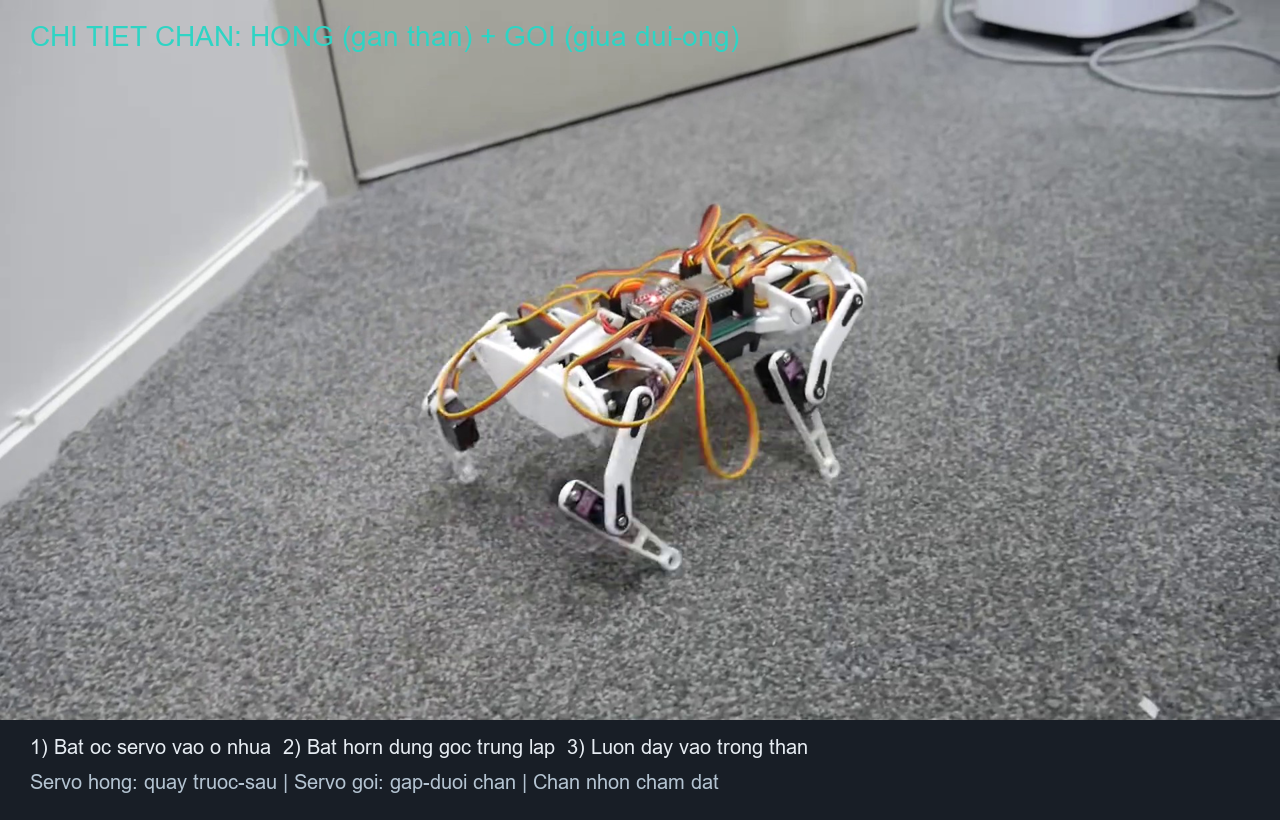 CHI TIET CHAN: HONG (gan than) + GOI (giua dui-ong)
1) Bat oc servo vao o nhua  2) Bat horn dung goc trung lap  3) Luon day vao trong than
Servo hong: quay truoc-sau | Servo goi: gap-duoi chan | Chan nhon cham dat